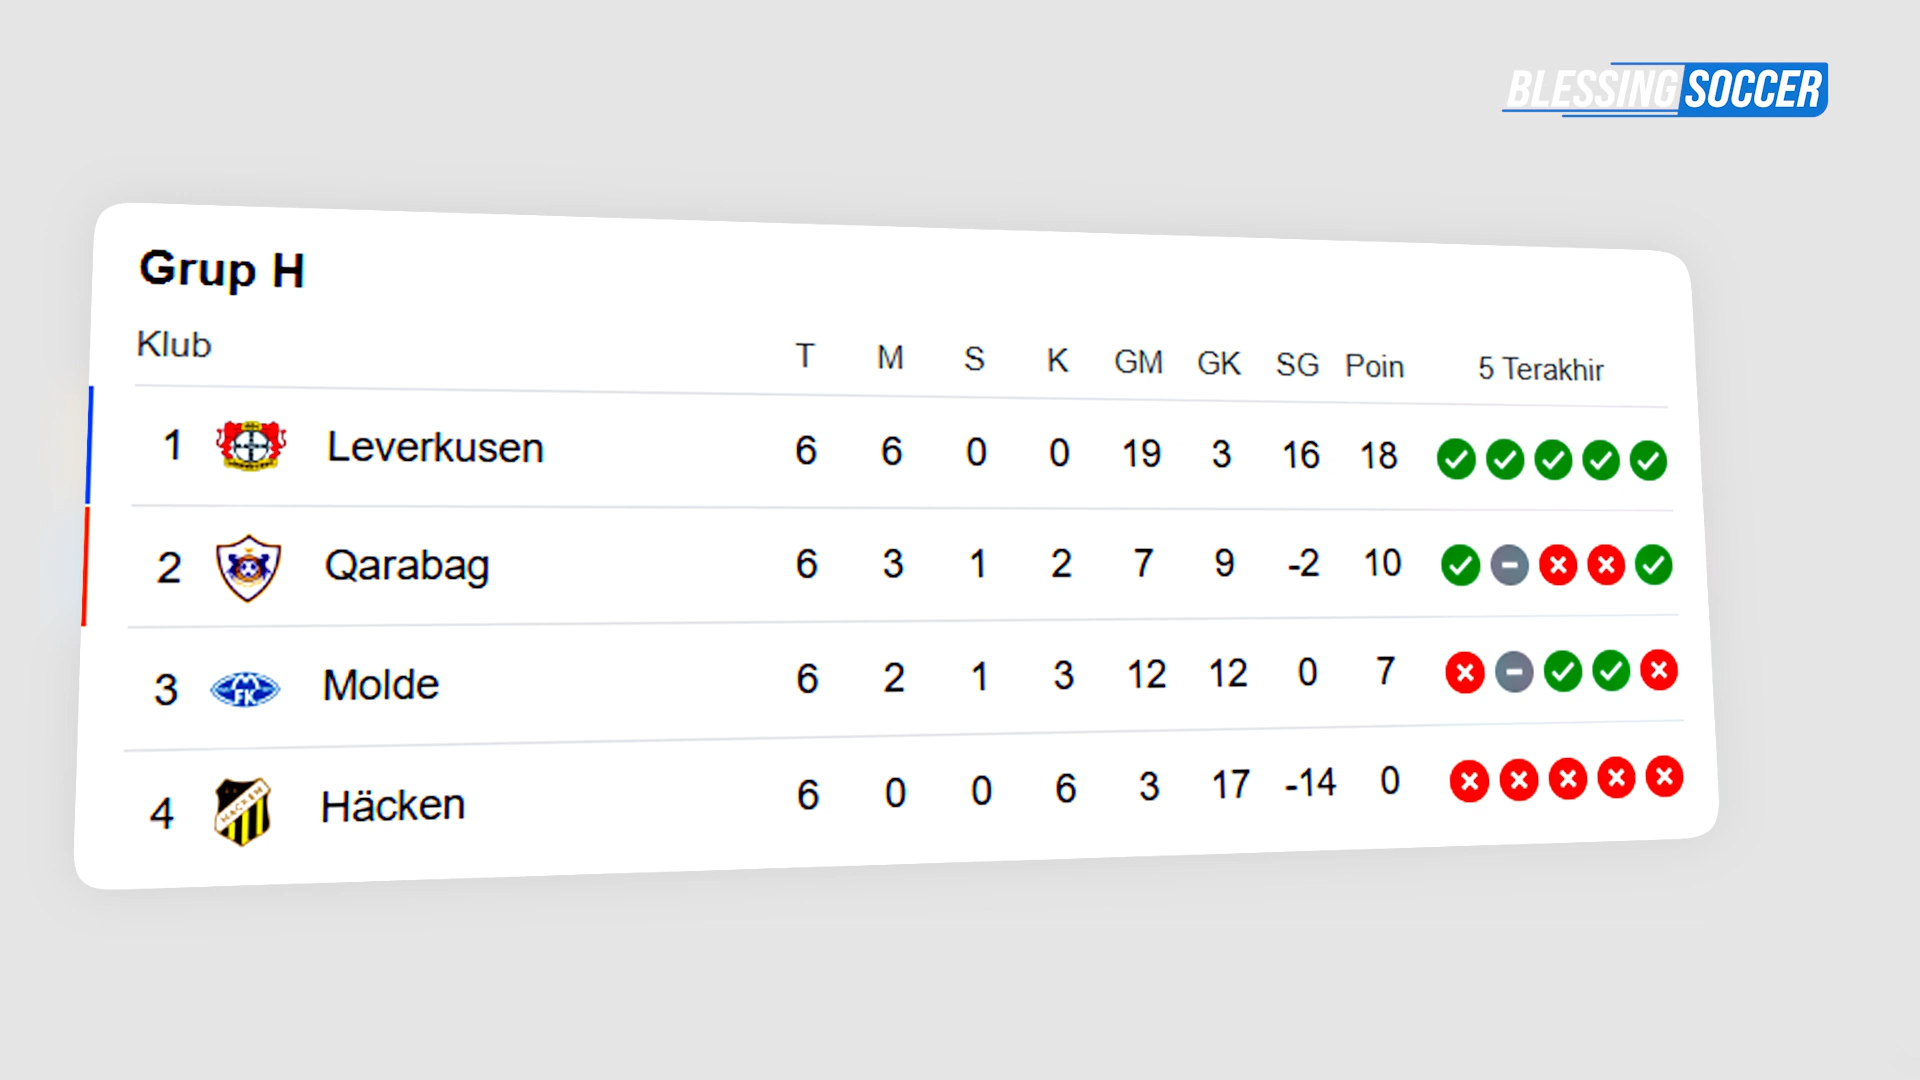 BLESSING SOCCER
Grup H
Klub T M S K GM GK SG Poin 5 Terakhir
1 Leverkusen 6 6 0 0 19 3 16 18
2 Qarabag 6 3 1 2 7 9 -2 10
3 MFK Molde 6 2 1 3 12 12 0 7
4 HÄCKEN Häcken 6 0 0 6 3 17 -14 0